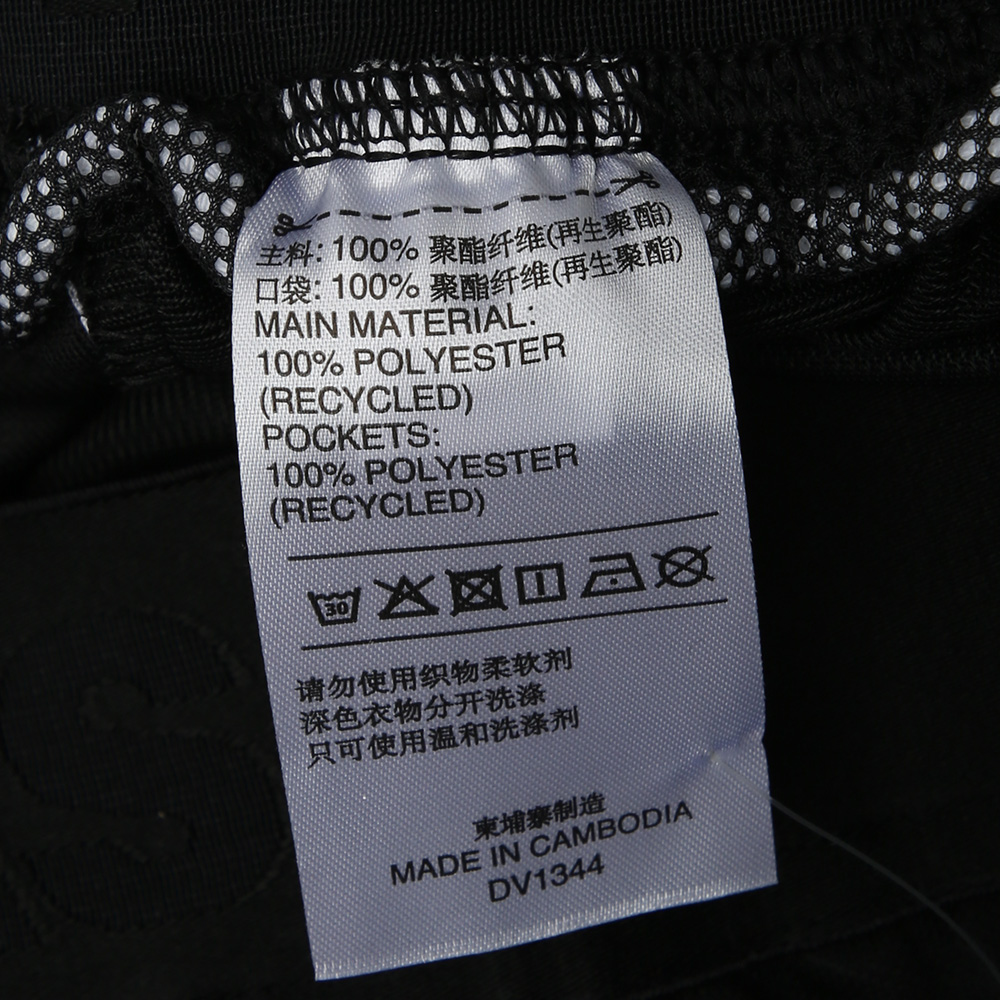 主料: 100% 聚酯纤维(再生聚酯)
口袋: 100% 聚酯纤维(再生聚酯)
MAIN MATERIAL:
100% POLYESTER
(RECYCLED)
POCKETS:
100% POLYESTER
(RECYCLED)
30
请勿使用织物柔软剂
深色衣物分开洗涤
只可使用温和洗涤剂
柬埔寨制造
MADE IN CAMBODIA
DV1344